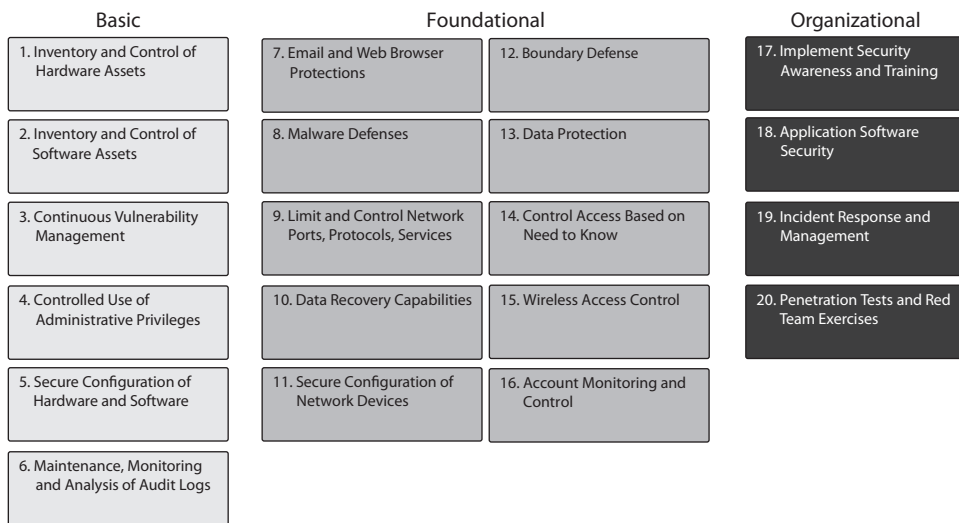 Basic
1. Inventory and Control of
Hardware Assets
2. Inventory and Control of
Software Assets
3. Continuous Vulnerability
Management
4. Controlled Use of
Administrative Privileges
5. Secure Configuration of
Hardware and Software
6. Maintenance, Monitoring
and Analysis of Audit Logs
Foundational
7. Email and Web Browser
Protections
8. Malware Defenses
9. Limit and Control Network
Ports, Protocols, Services
10. Data Recovery Capabilities
11. Secure Configuration of
Network Devices
12. Boundary Defense
13. Data Protection
14. Control Access Based on
Need to Know
15. Wireless Access Control
16. Account Monitoring and
Control
Organizational
17. Implement Security
Awareness and Training
18. Application Software
Security
19. Incident Response and
Management
20. Penetration Tests and Red
Team Exercises